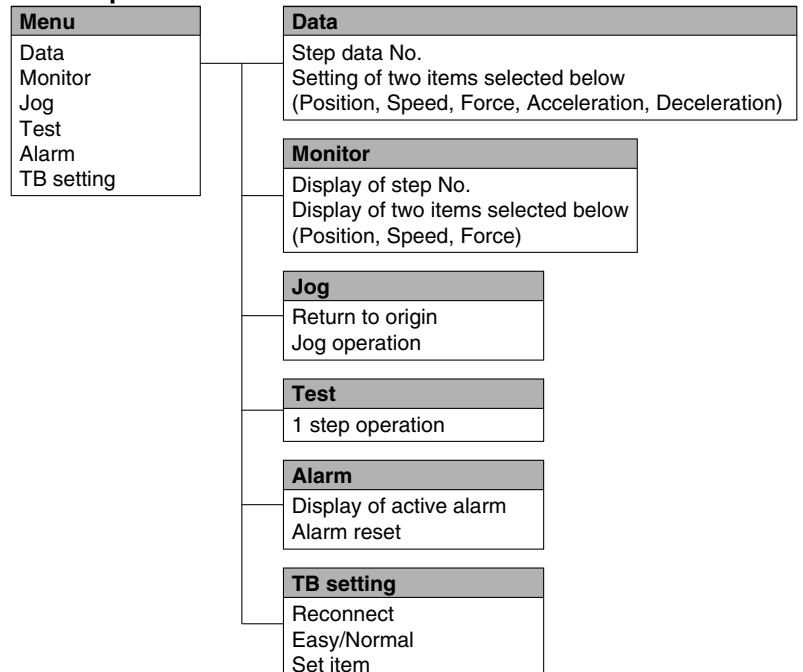 Menu
Data
Monitor
Jog
Test
Alarm
TB setting
Data
Step data No.
Setting of two items selected below
(Position, Speed, Force, Acceleration, Deceleration)
Monitor
Display of step No.
Display of two items selected below
(Position, Speed, Force)
Jog
Return to origin
Jog operation
Test
1 step operation
Alarm
Display of active alarm
Alarm reset
TB setting
Reconnect
Easy/Normal
Set item